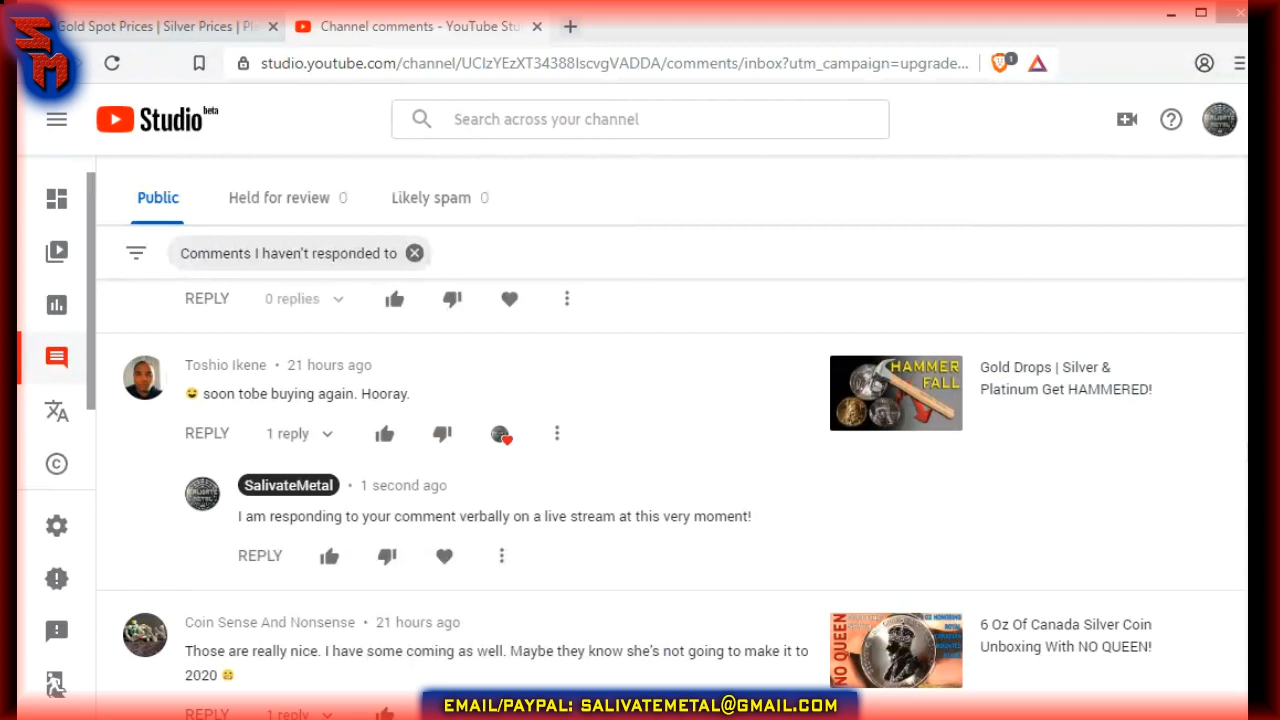 Gold Spot Prices | Silver Prices | Pl
Channel comments - YouTube Stu
SM
studio.youtube.com/channel/UCIzYEzXT34388IscvgVADDA/comments/inbox?utm_campaign=upgrade...
1
Studio beta
Search across your channel
Public
Held for review 0
Likely spam 0
Comments I haven't responded to
REPLY 0 replies
Toshio Ikene • 21 hours ago
😀 soon tobe buying again. Hooray.
REPLY 1 reply
HAMMER
FALL
Gold Drops | Silver &
Platinum Get HAMMERED!
SalivateMetal • 1 second ago
I am responding to your comment verbally on a live stream at this very moment!
REPLY
Coin Sense And Nonsense • 21 hours ago
Those are really nice. I have some coming as well. Maybe they know she's not going to make it to
2020 😀
REPLY 1 reply
NO QUEEN
6 Oz Of Canada Silver Coin
Unboxing With NO QUEEN!
EMAIL/PAYPAL: SALIVATEMETAL@GMAIL.COM